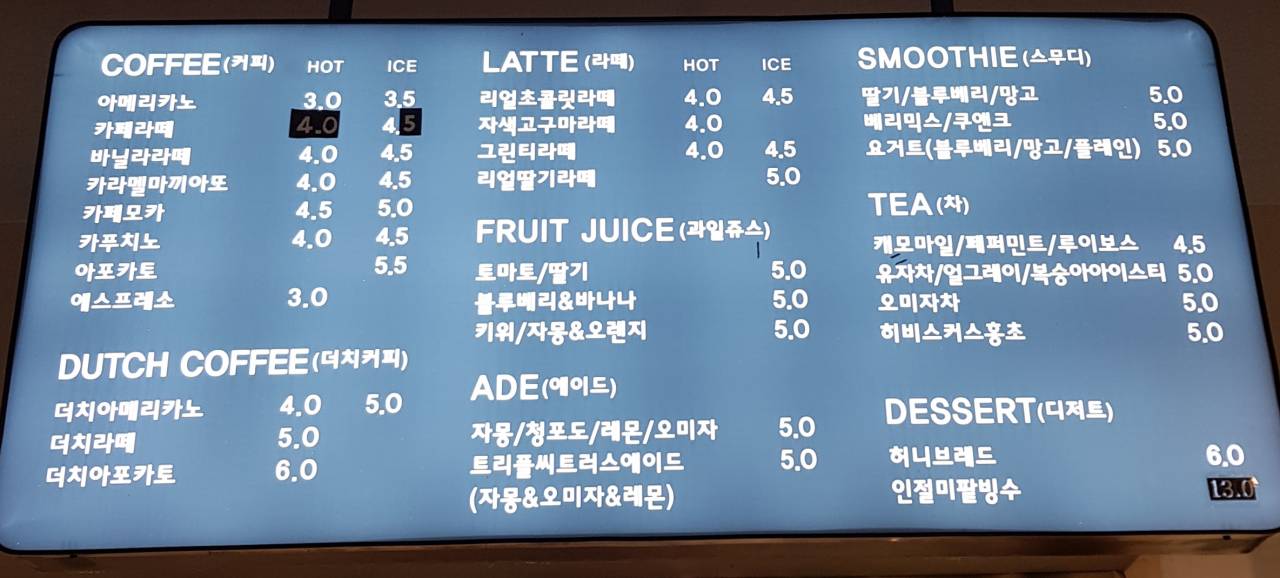 COFFEE(커피) HOT ICE
아메리카노 3.0 3.5
카페라떼 4.0 4.5
바닐라라떼 4.0 4.5
카라멜마끼아또 4.0 4.5
카페모카 4.5 5.0
카푸치노 4.0 4.5
아포카토 5.5
에스프레소 3.0
DUTCH COFFEE(더치커피)
더치아메리카노 4.0 5.0
더치라떼 5.0
더치아포카토 6.0
LATTE(라떼) HOT ICE
리얼초콜릿라떼 4.0 4.5
자색고구마라떼 4.0
그린티라떼 4.0 4.5
리얼딸기라떼 5.0
FRUIT JUICE(과일쥬스)
토마토/딸기 5.0
블루베리&바나나 5.0
키위/자몽&오렌지 5.0
ADE(에이드)
자몽/청포도/레몬/오미자 5.0
트리플씨트러스에이드 5.0
(자몽&오미자&레몬)
SMOOTHIE(스무디)
딸기/블루베리/망고 5.0
베리믹스/쿠앤크 5.0
요거트(블루베리/망고/플레인) 5.0
TEA(차)
캐모마일/페퍼민트/루이보스 4.5
유자차/얼그레이/복숭아아이스티 5.0
오미자차 5.0
히비스커스홍초 5.0
DESSERT(디저트)
허니브레드 6.0
인절미팥빙수 13.0